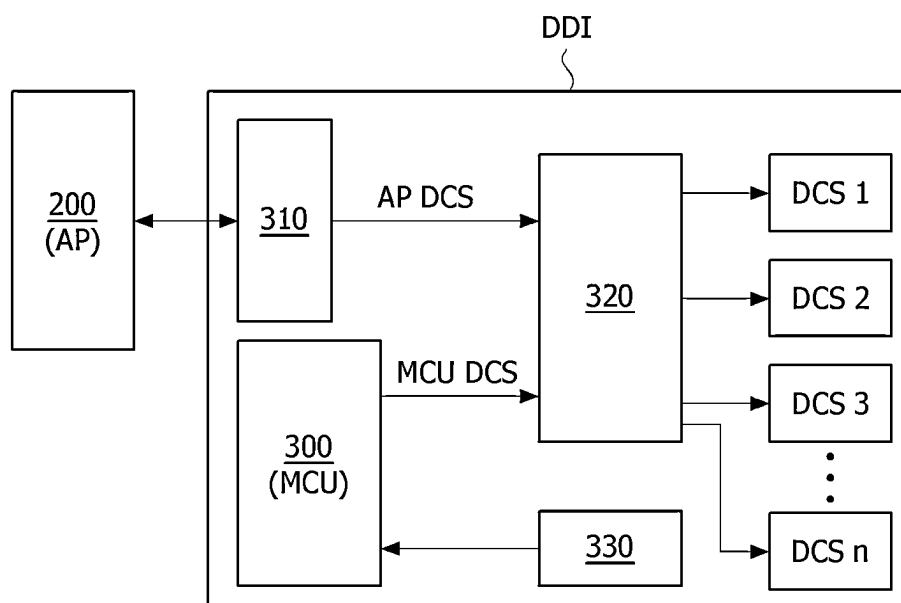 DDI
200
(AP)
310
AP DCS
320
DCS 1
DCS 2
DCS 3
MCU DCS
300
(MCU)
330
DCS n